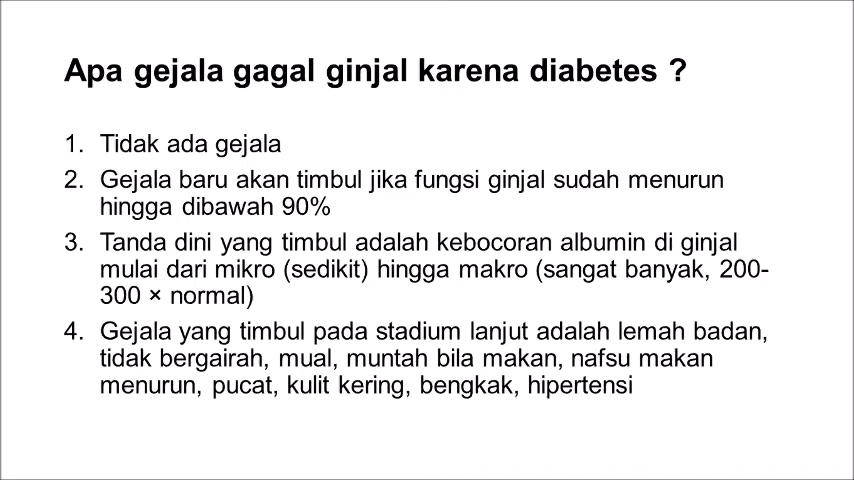 Apa gejala gagal ginjal karena diabetes ?
1. Tidak ada gejala
2. Gejala baru akan timbul jika fungsi ginjal sudah menurun
hingga dibawah 90%
3. Tanda dini yang timbul adalah kebocoran albumin di ginjal
mulai dari mikro (sedikit) hingga makro (sangat banyak, 200-
300 × normal)
4. Gejala yang timbul pada stadium lanjut adalah lemah badan,
tidak bergairah, mual, muntah bila makan, nafsu makan
menurun, pucat, kulit kering, bengkak, hipertensi